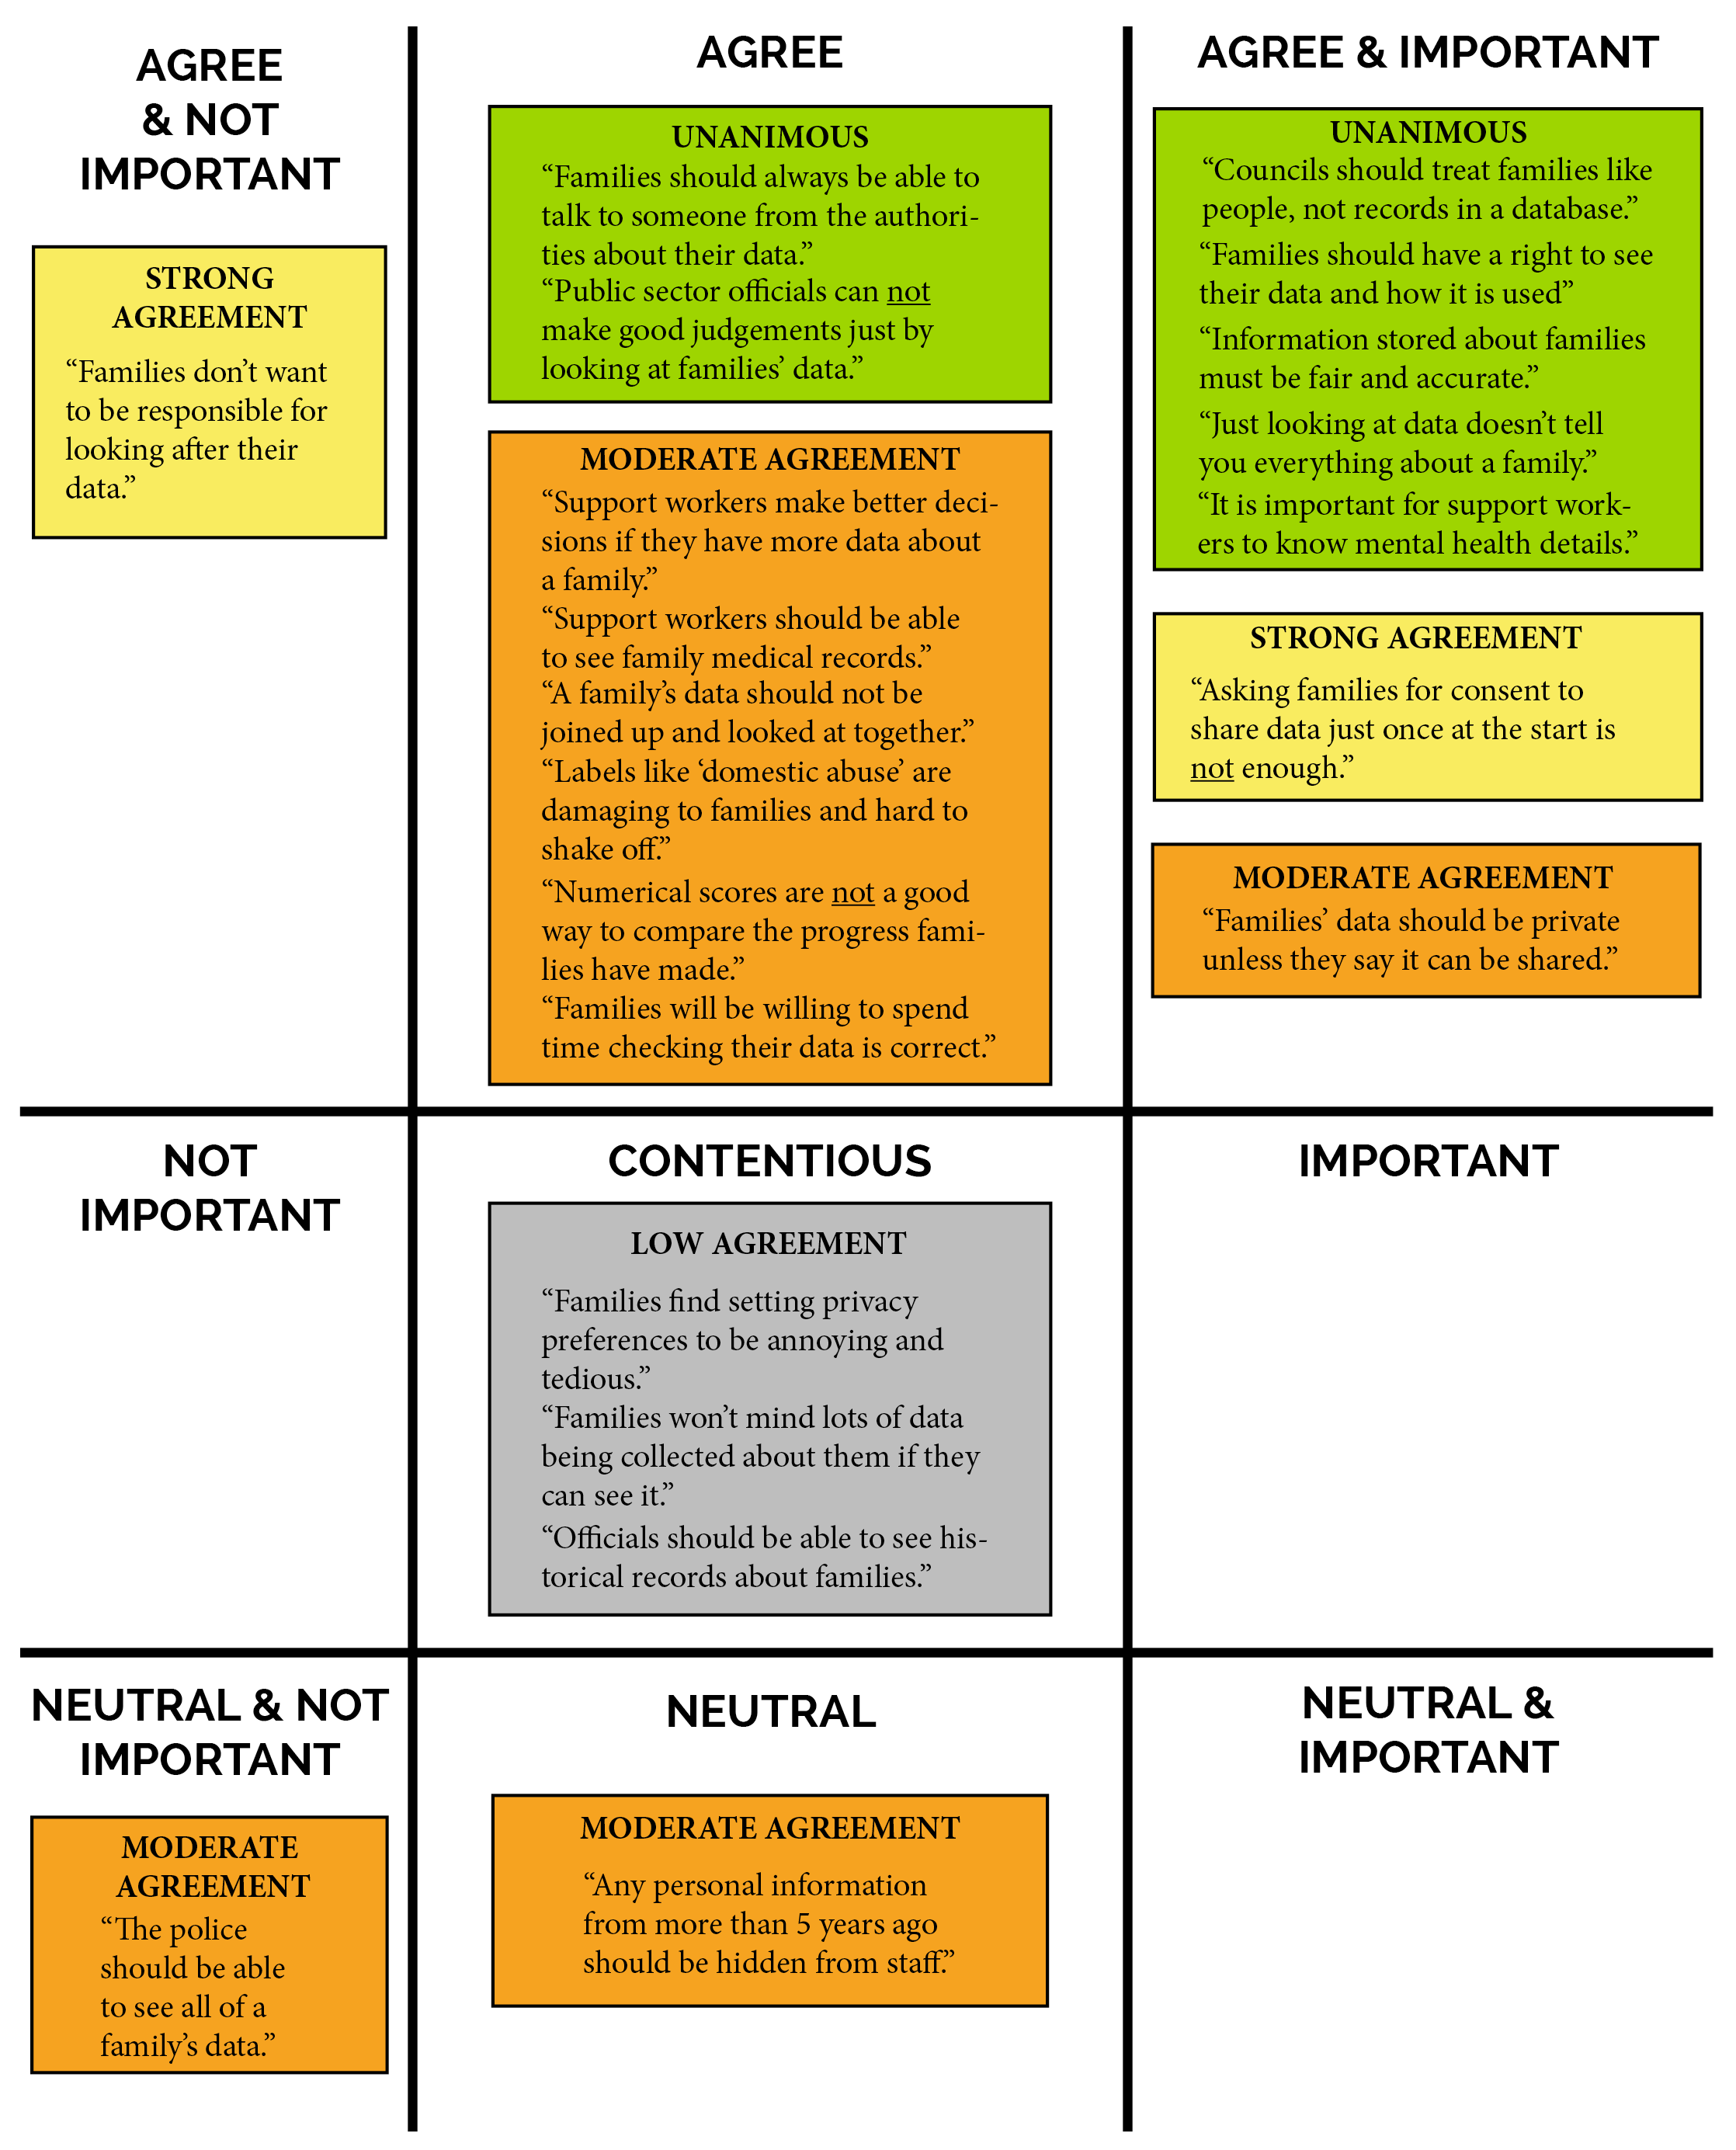 AGREE
& NOT
IMPORTANT
STRONG
AGREEMENT
“Families don’t want
to be responsible for
looking after their
data.”
AGREE
UNANIMOUS
“Families should always be able to
talk to someone from the authori-
ties about their data.”
“Public sector officials can not
make good judgements just by
looking at families’ data.”
MODERATE AGREEMENT
“Support workers make better deci-
sions if they have more data about
a family.”
“Support workers should be able
to see family medical records.”
“A family’s data should not be
joined up and looked at together.”
“Labels like ‘domestic abuse’ are
damaging to families and hard to
shake off.”
“Numerical scores are not a good
way to compare the progress fami-
lies have made.”
“Families will be willing to spend
time checking their data is correct.”
AGREE & IMPORTANT
UNANIMOUS
“Councils should treat families like
people, not records in a database.”
“Families should have a right to see
their data and how it is used”
“Information stored about families
must be fair and accurate.”
“Just looking at data doesn’t tell
you everything about a family.”
“It is important for support work-
ers to know mental health details.”
STRONG AGREEMENT
“Asking families for consent to
share data just once at the start is
not enough.”
MODERATE AGREEMENT
“Families’ data should be private
unless they say it can be shared.”
NOT
IMPORTANT
CONTENTIOUS
LOW AGREEMENT
“Families find setting privacy
preferences to be annoying and
tedious.”
“Families won’t mind lots of data
being collected about them if they
can see it.”
“Officials should be able to see his-
torical records about families.”
IMPORTANT
NEUTRAL & NOT
IMPORTANT
MODERATE
AGREEMENT
“The police
should be able
to see all of a
family’s data.”
NEUTRAL
MODERATE AGREEMENT
“Any personal information
from more than 5 years ago
should be hidden from staff.”
NEUTRAL &
IMPORTANT